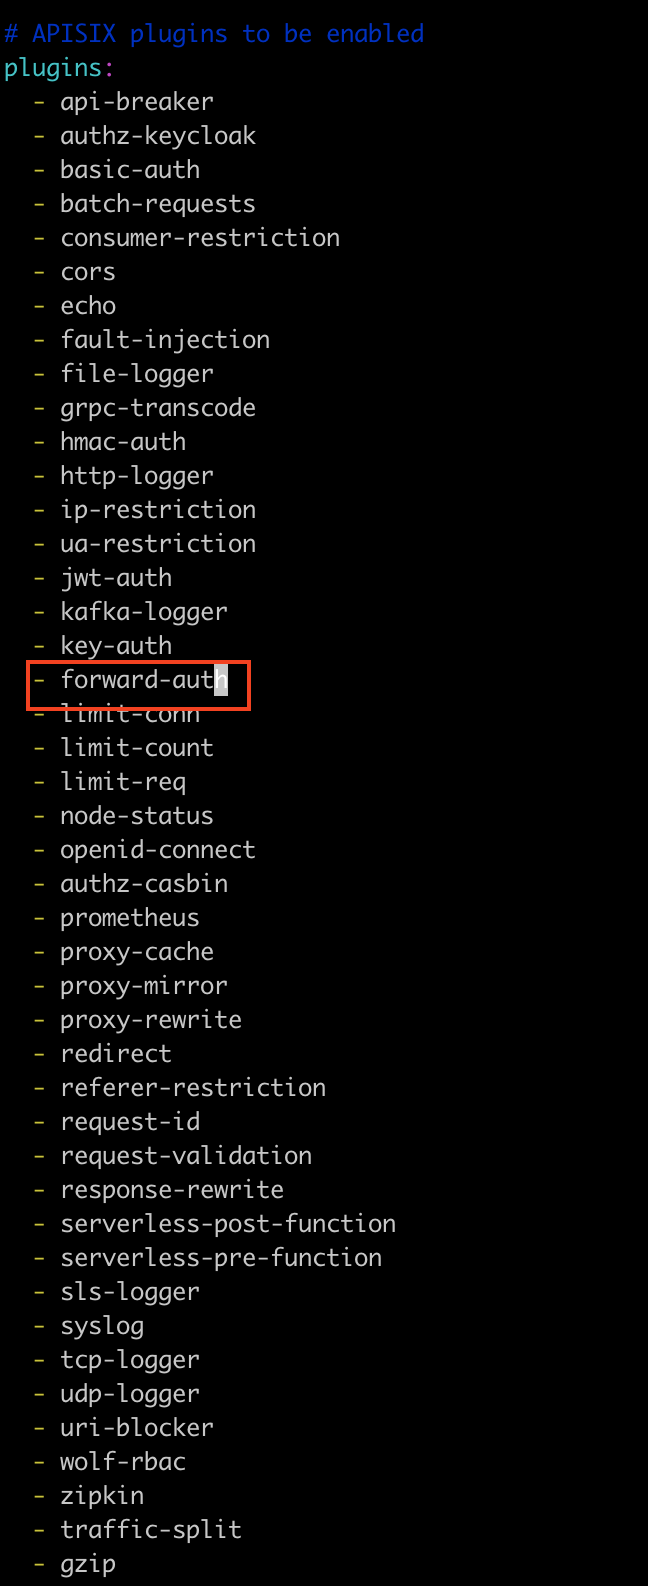 # APISIX plugins to be enabled
plugins:
- api-breaker
- authz-keycloak
- basic-auth
- batch-requests
- consumer-restriction
- cors
- echo
- fault-injection
- file-logger
- grpc-transcode
- hmac-auth
- http-logger
- ip-restriction
- ua-restriction
- jwt-auth
- kafka-logger
- key-auth
- forward-auth
- limit-conn
- limit-count
- limit-req
- node-status
- openid-connect
- authz-casbin
- prometheus
- proxy-cache
- proxy-mirror
- proxy-rewrite
- redirect
- referer-restriction
- request-id
- request-validation
- response-rewrite
- serverless-post-function
- serverless-pre-function
- sls-logger
- syslog
- tcp-logger
- udp-logger
- uri-blocker
- wolf-rbac
- zipkin
- traffic-split
- gzip